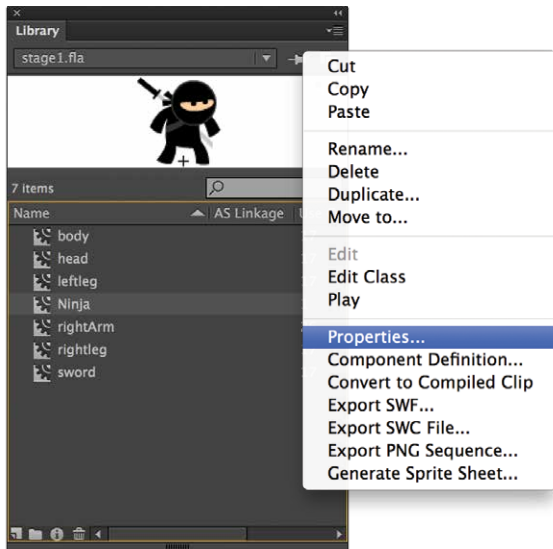 Library
stage1.fla
7 items
Name AS Linkage
body
head
leftleg
Ninja
rightArm
rightleg
sword
Cut
Copy
Paste
Rename...
Delete
Duplicate...
Move to...
Edit
Edit Class
Play
Properties...
Component Definition...
Convert to Compiled Clip
Export SWF...
Export SWC File...
Export PNG Sequence...
Generate Sprite Sheet...